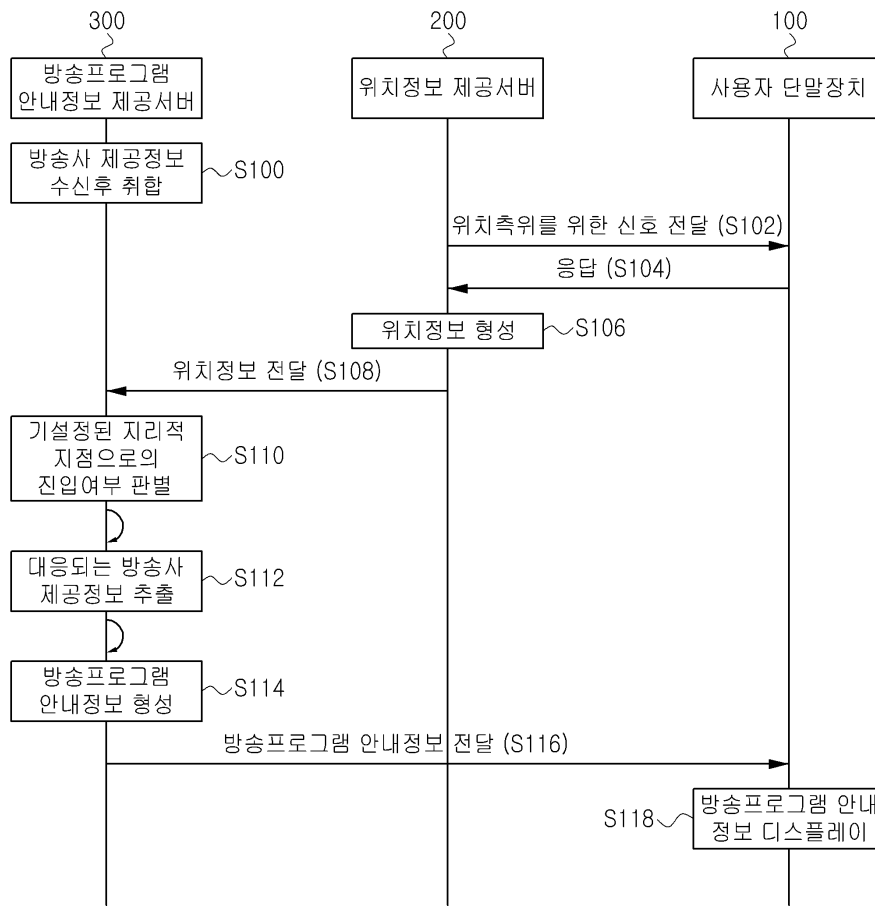 300
200
100
방송프로그램
안내정보 제공서버
위치정보 제공서버
사용자 단말장치
방송사 제공정보
수신후 취합
S100
위치측위를 위한 신호 전달 (S102)
응답 (S104)
위치정보 형성
S106
위치정보 전달 (S108)
기설정된 지리적
지점으로의
진입여부 판별
S110
대응되는 방송사
제공정보 추출
S112
방송프로그램
안내정보 형성
S114
방송프로그램 안내정보 전달 (S116)
S118
방송프로그램 안내
정보 디스플레이